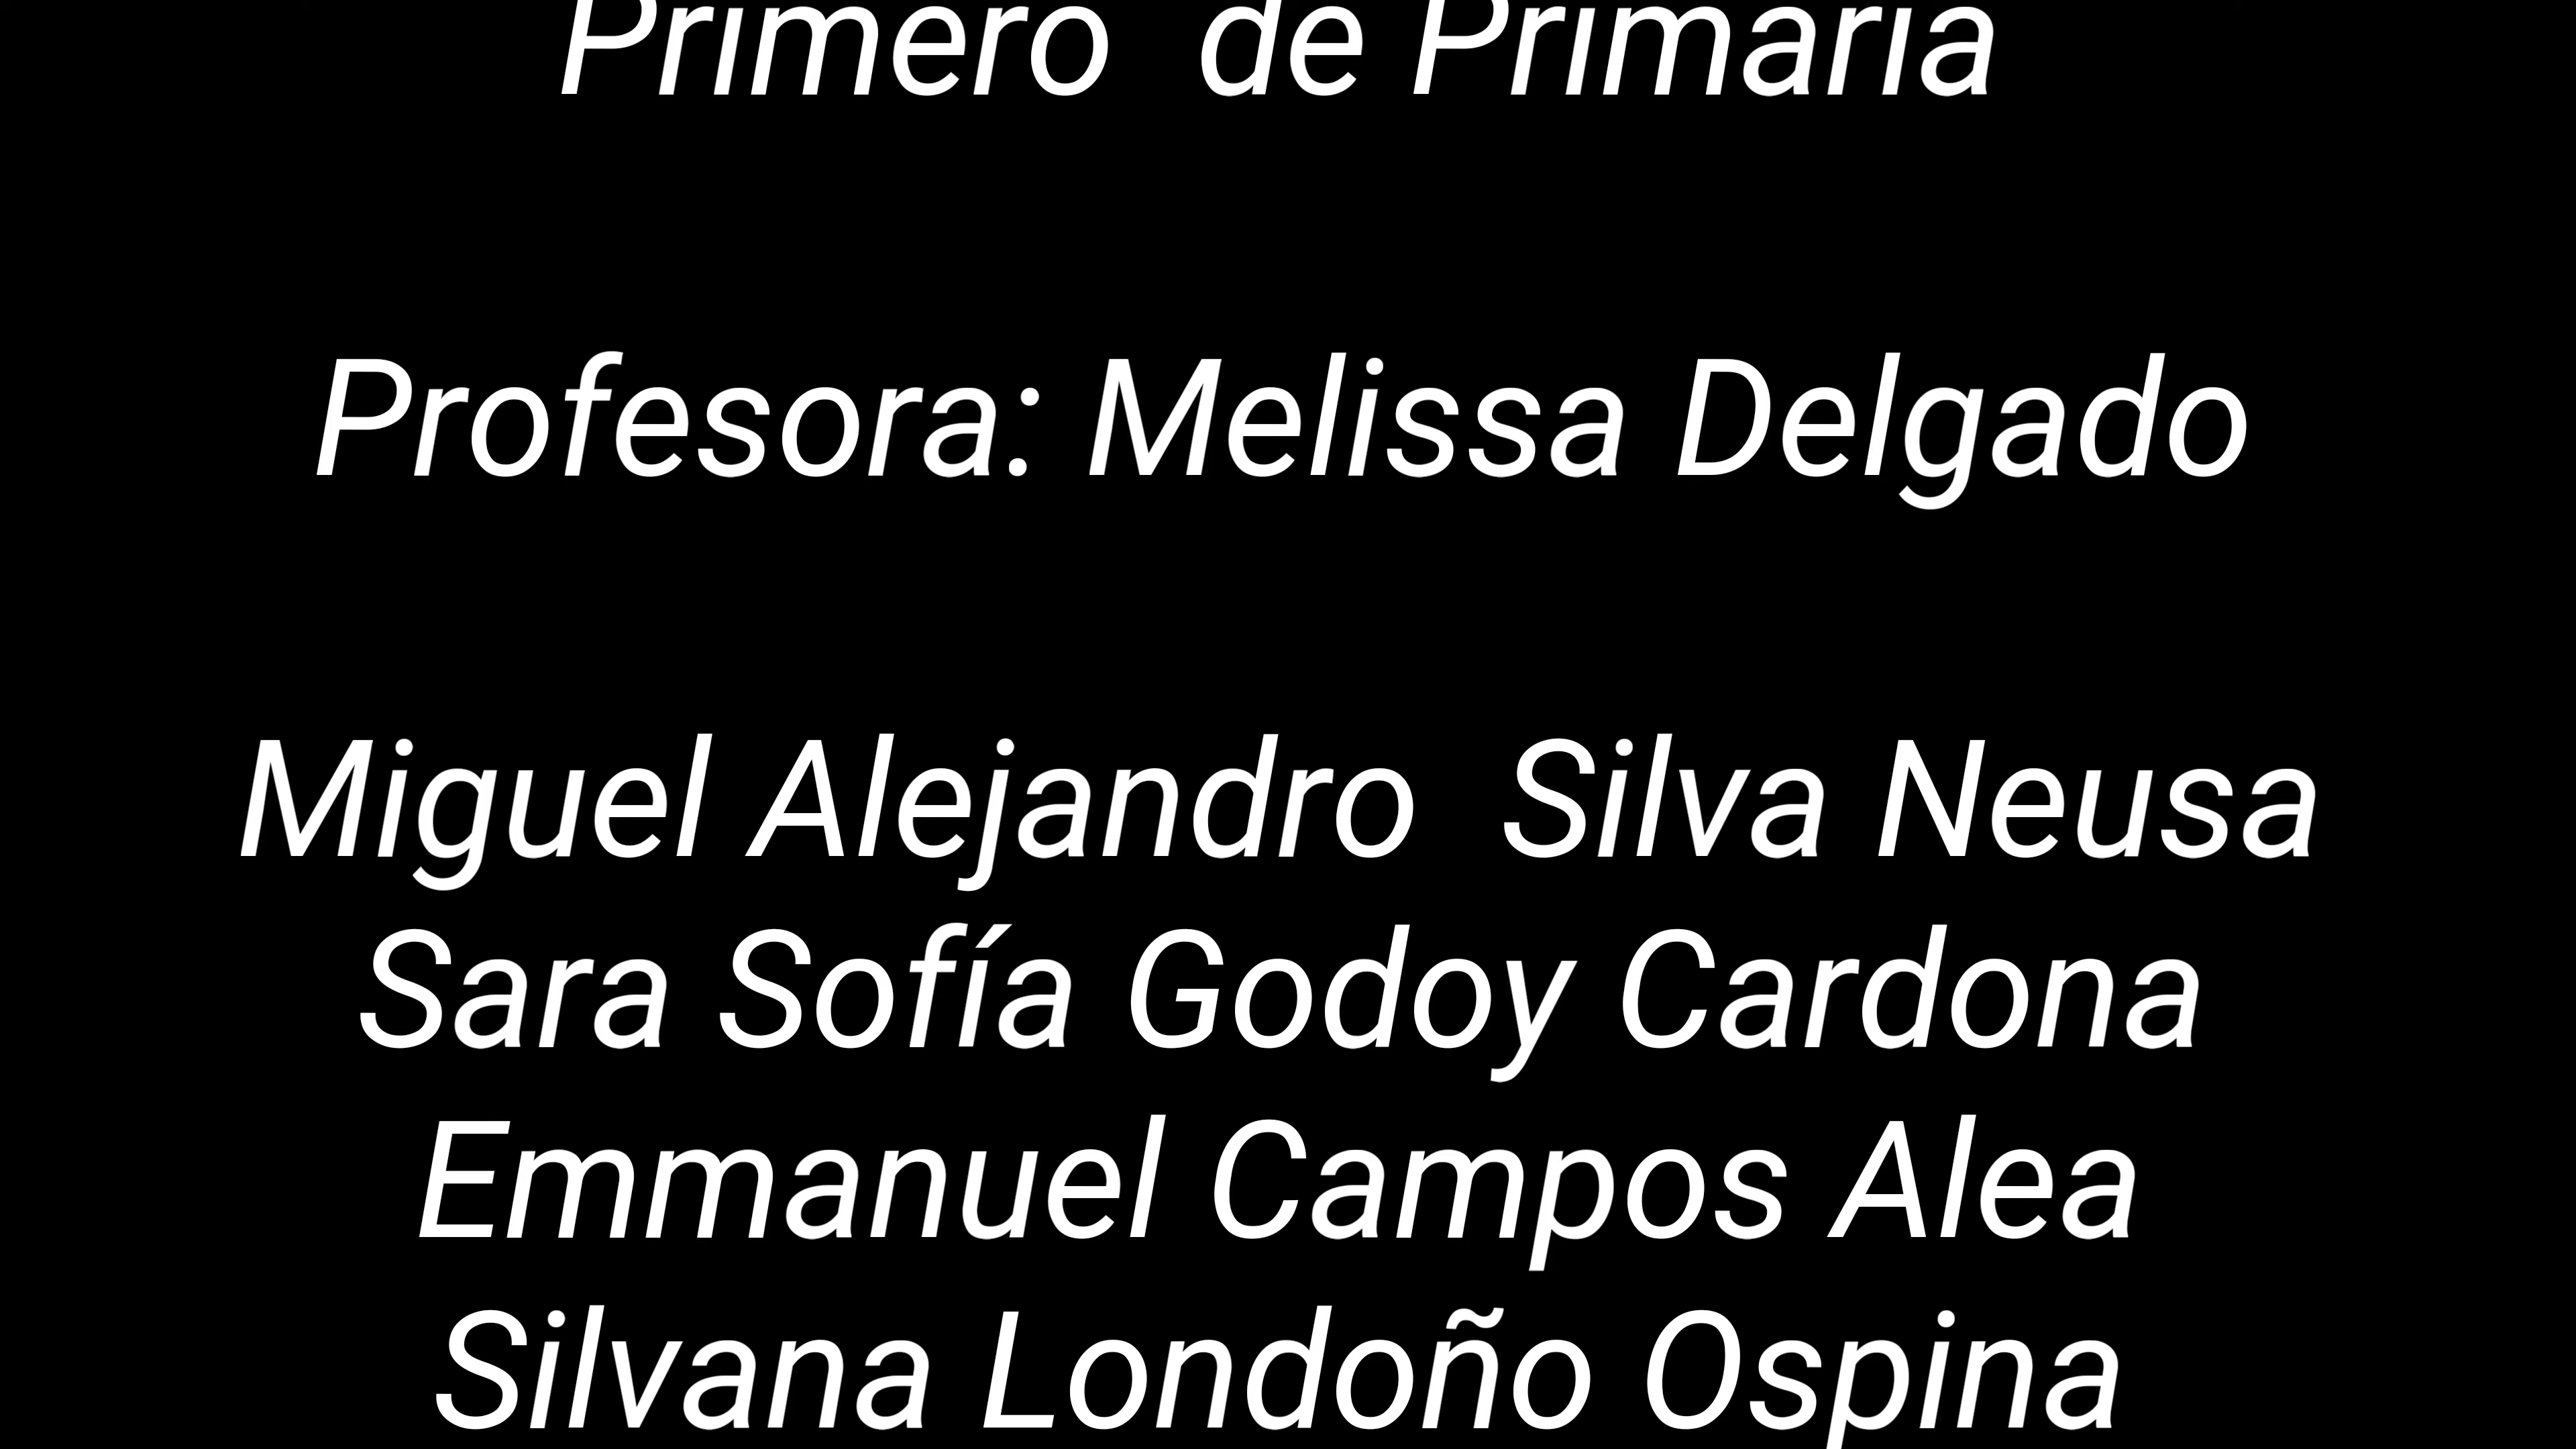 Primero  de Primaria
Profesora: Melissa Delgado
Miguel Alejandro  Silva Neusa
Sara Sofía Godoy Cardona
Emmanuel Campos Alea
Silvana Londoño Ospina